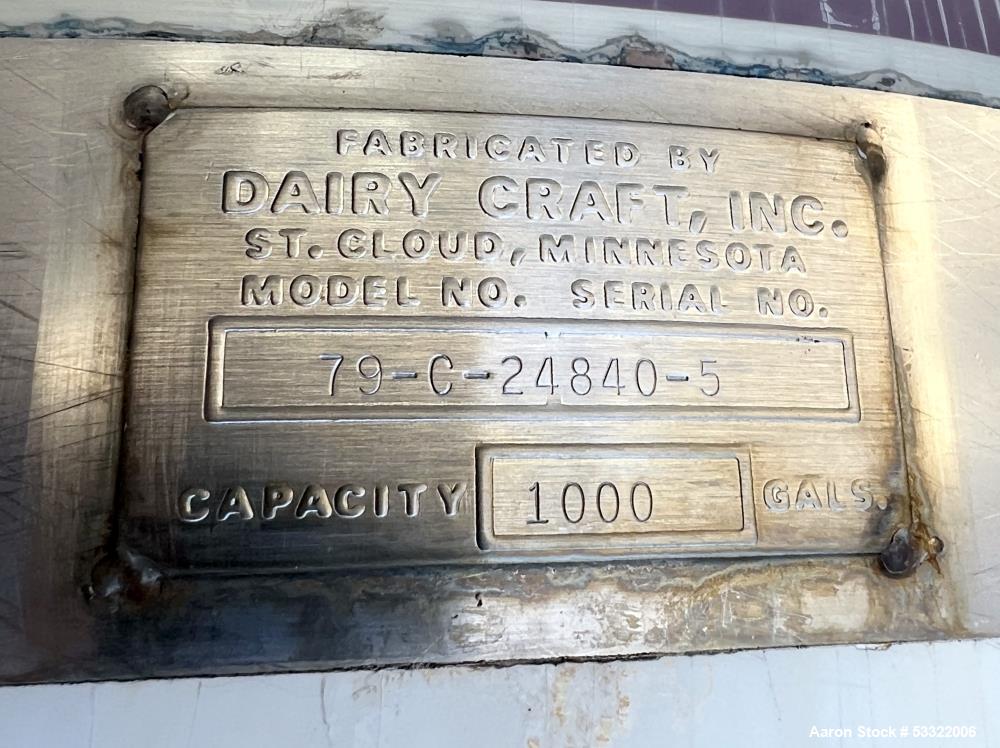 FABRICATED BY
DAIRY CRAFT, INC.
ST. CLOUD, MINNESOTA
MODEL NO. SERIAL NO.
79-C-24840-5
CAPACITY 1000 GALS.
Aaron Stock # 53322006